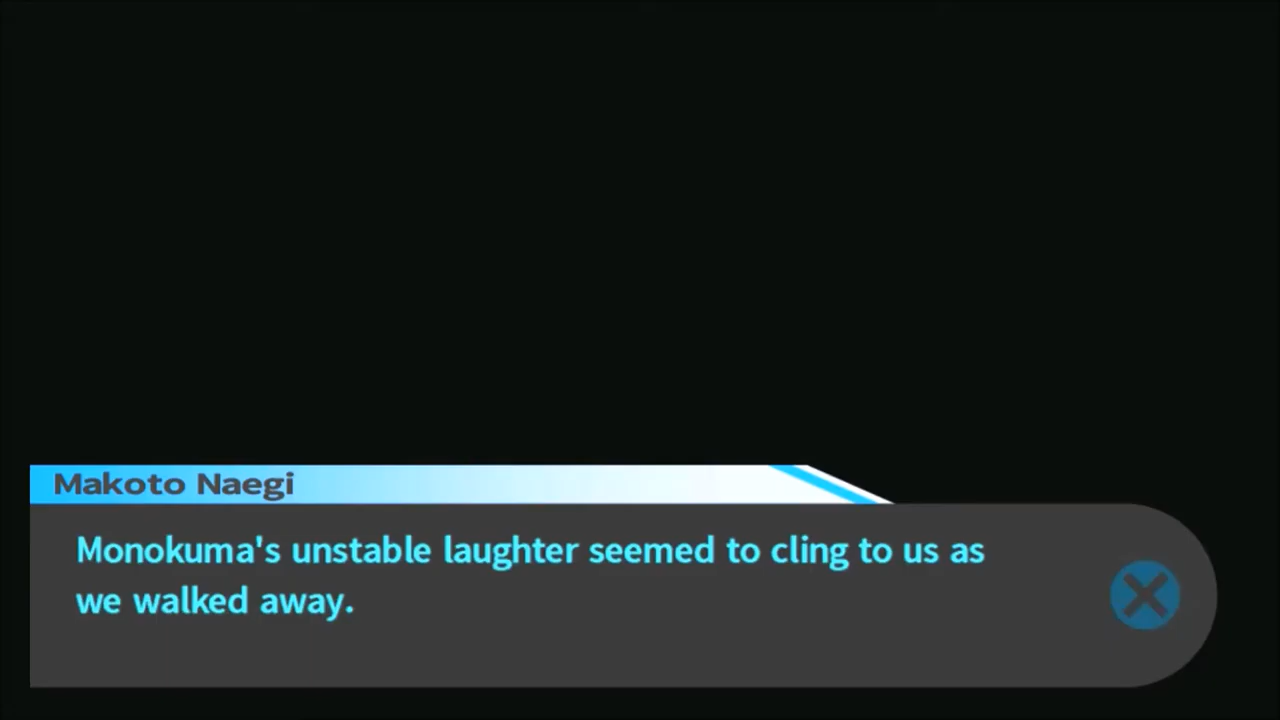 Makoto Naegi
Monokuma's unstable laughter seemed to cling to us as
we walked away.